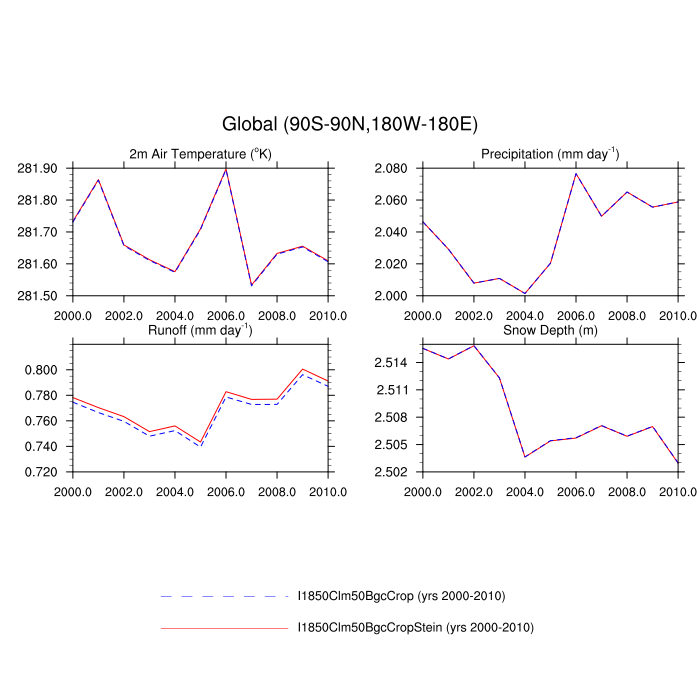 Global (90S-90N,180W-180E)
2m Air Temperature (°K)
281.90
281.80
281.70
281.60
281.50
2000.0 2002.0 2004.0 2006.0 2008.0 2010.0
Precipitation (mm day⁻¹)
2.080
2.060
2.040
2.020
2.000
2000.0 2002.0 2004.0 2006.0 2008.0 2010.0
Runoff (mm day⁻¹)
0.800
0.780
0.760
0.740
0.720
2000.0 2002.0 2004.0 2006.0 2008.0 2010.0
Snow Depth (m)
2.514
2.511
2.508
2.505
2.502
2000.0 2002.0 2004.0 2006.0 2008.0 2010.0
I1850Clm50BgcCrop (yrs 2000-2010)
I1850Clm50BgcCropStein (yrs 2000-2010)